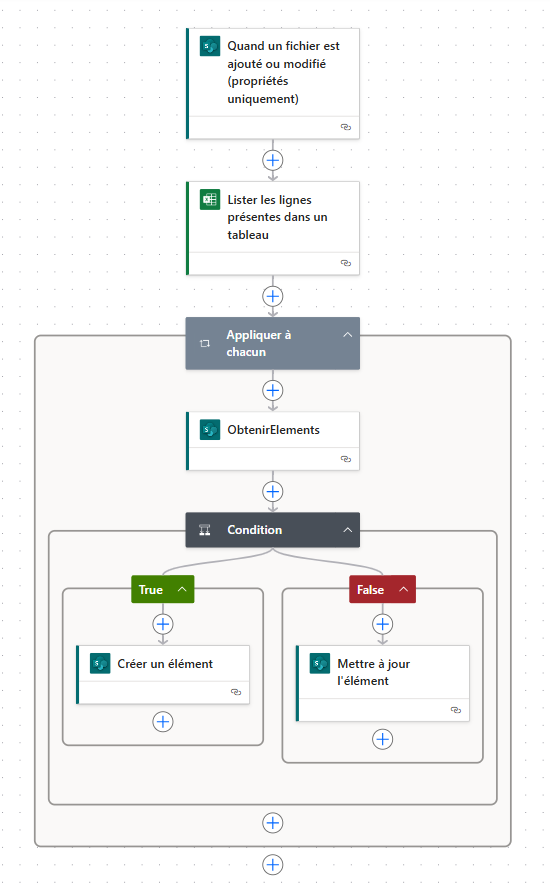 Quand un fichier est
ajouté ou modifié
(propriétés
uniquement)
Lister les lignes
présentes dans un
tableau
Appliquer à
chacun
ObtenirElements
Condition
True
False
Créer un élément
Mettre à jour
l'élément